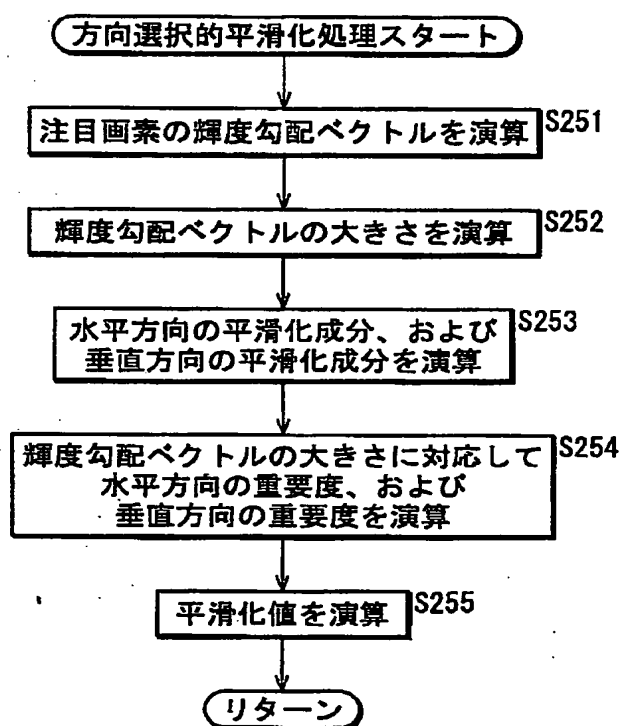 方向選択的平滑化処理スタート
注目画素の輝度勾配ベクトルを演算
S251
輝度勾配ベクトルの大きさを演算
S252
水平方向の平滑化成分、および
垂直方向の平滑化成分を演算
S253
輝度勾配ベクトルの大きさに対応して
水平方向の重要度、および
垂直方向の重要度を演算
S254
平滑化値を演算
S255
リターン